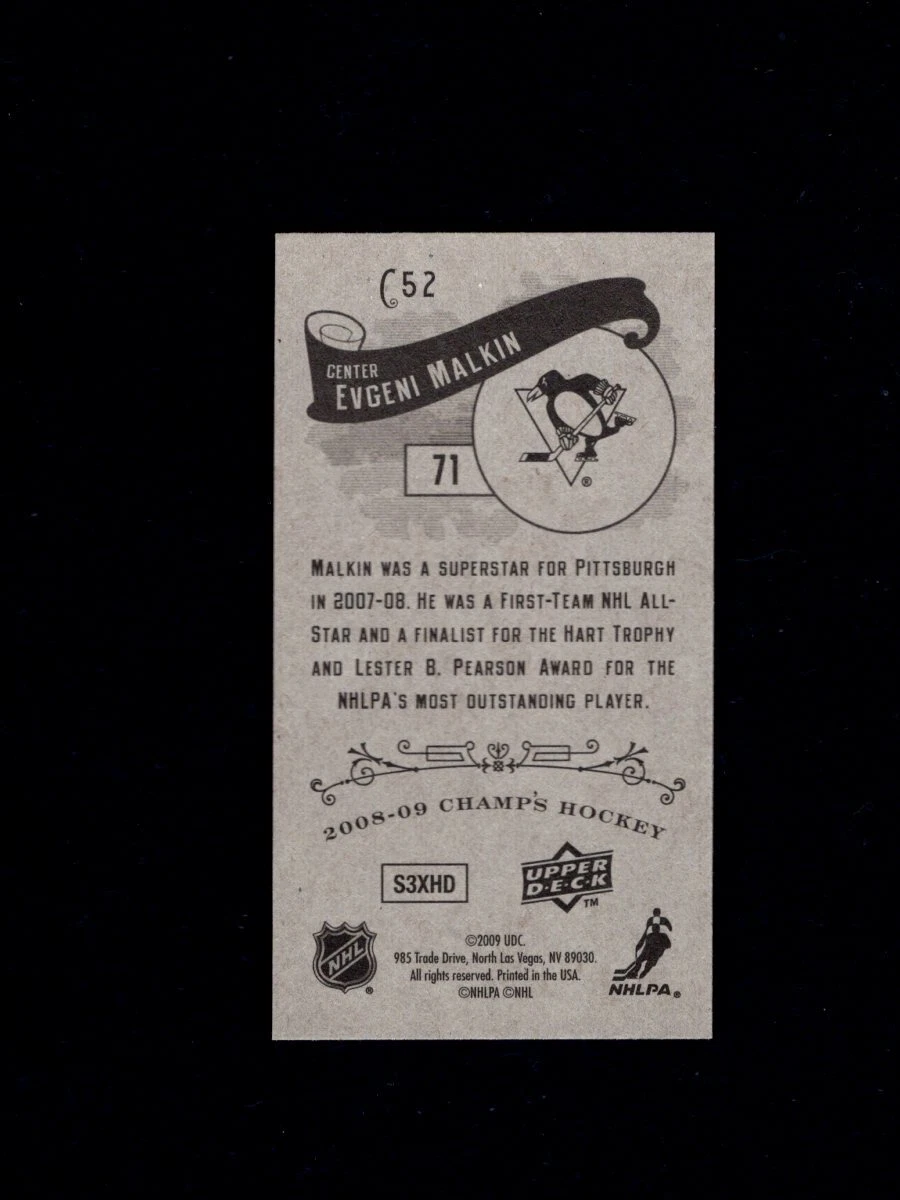 C52
CENTER
EVGENI MALKIN
71
®
MALKIN WAS A SUPERSTAR FOR PITTSBURGH
IN 2007-08. HE WAS A FIRST-TEAM NHL ALL-
STAR AND A FINALIST FOR THE HART TROPHY
AND LESTER B. PEARSON AWARD FOR THE
NHLPA'S MOST OUTSTANDING PLAYER.
2008-09 CHAMP'S HOCKEY
S3XHD
UPPER
D·E·C·K
TM
NHL ®
©2009 UDC.
985 Trade Drive, North Las Vegas, NV 89030.
All rights reserved. Printed in the USA.
©NHLPA ©NHL
NHLPA®